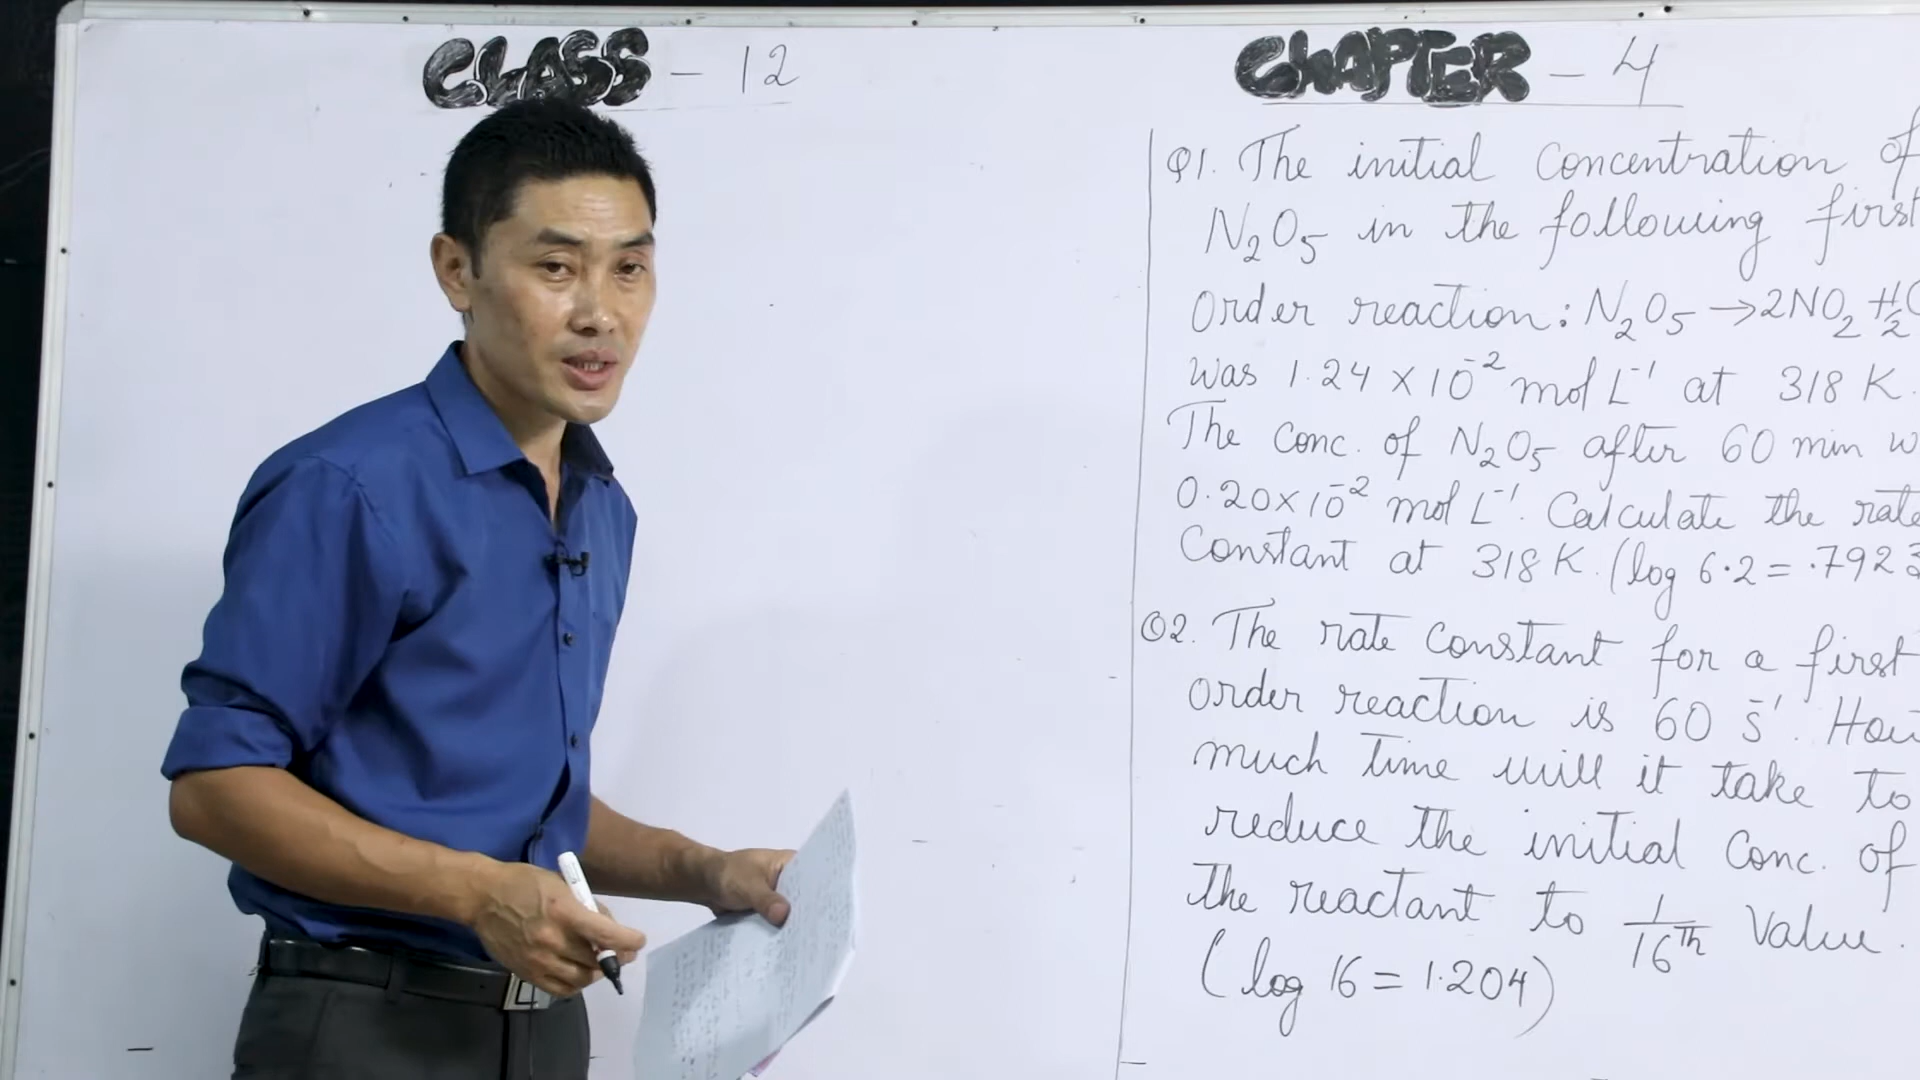 CLASS - 12
CHAPTER - 4
Q1. The initial concentration of
N₂O₅ in the following first
order reaction: N₂O₅ → 2NO₂ + 1/2
was 1.24 × 10⁻² mol L⁻¹ at 318 K.
The conc. of N₂O₅ after 60 min
0.20 × 10⁻² mol L⁻¹. Calculate the rate
Constant at 318 K. (log 6.2 = .792
Q2. The rate constant for a first
order reaction is 60 s⁻¹. How
much time will it take to
reduce the initial conc. of
the reactant to 1/16th value.
(log 16 = 1.204)